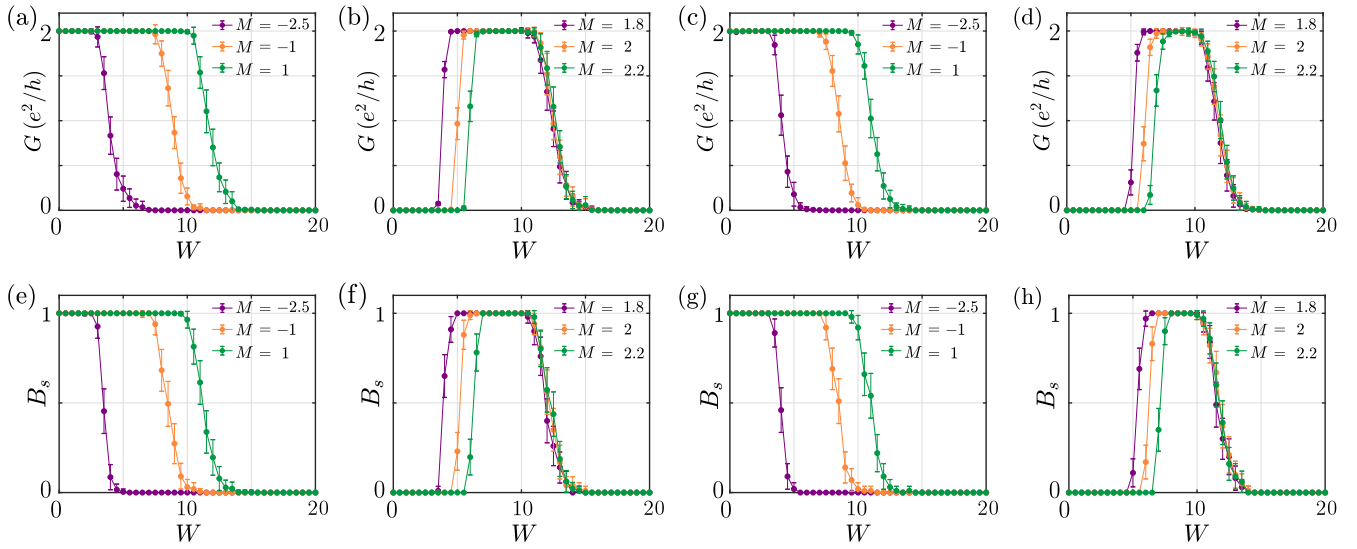 (a)
2
0
G (e²/h)
M = −2.5
M = −1
M = 1
0
10
20
W
(b)
2
0
G (e²/h)
M = 1.8
M = 2
M = 2.2
0
10
20
W
(c)
2
0
G (e²/h)
M = −2.5
M = −1
M = 1
0
10
20
W
(d)
2
0
G (e²/h)
M = 1.8
M = 2
M = 2.2
0
10
20
W
(e)
1
0
B_s
M = −2.5
M = −1
M = 1
0
10
20
W
(f)
1
0
B_s
M = 1.8
M = 2
M = 2.2
0
10
20
W
(g)
1
0
B_s
M = −2.5
M = −1
M = 1
0
10
20
W
(h)
1
0
B_s
M = 1.8
M = 2
M = 2.2
0
10
20
W